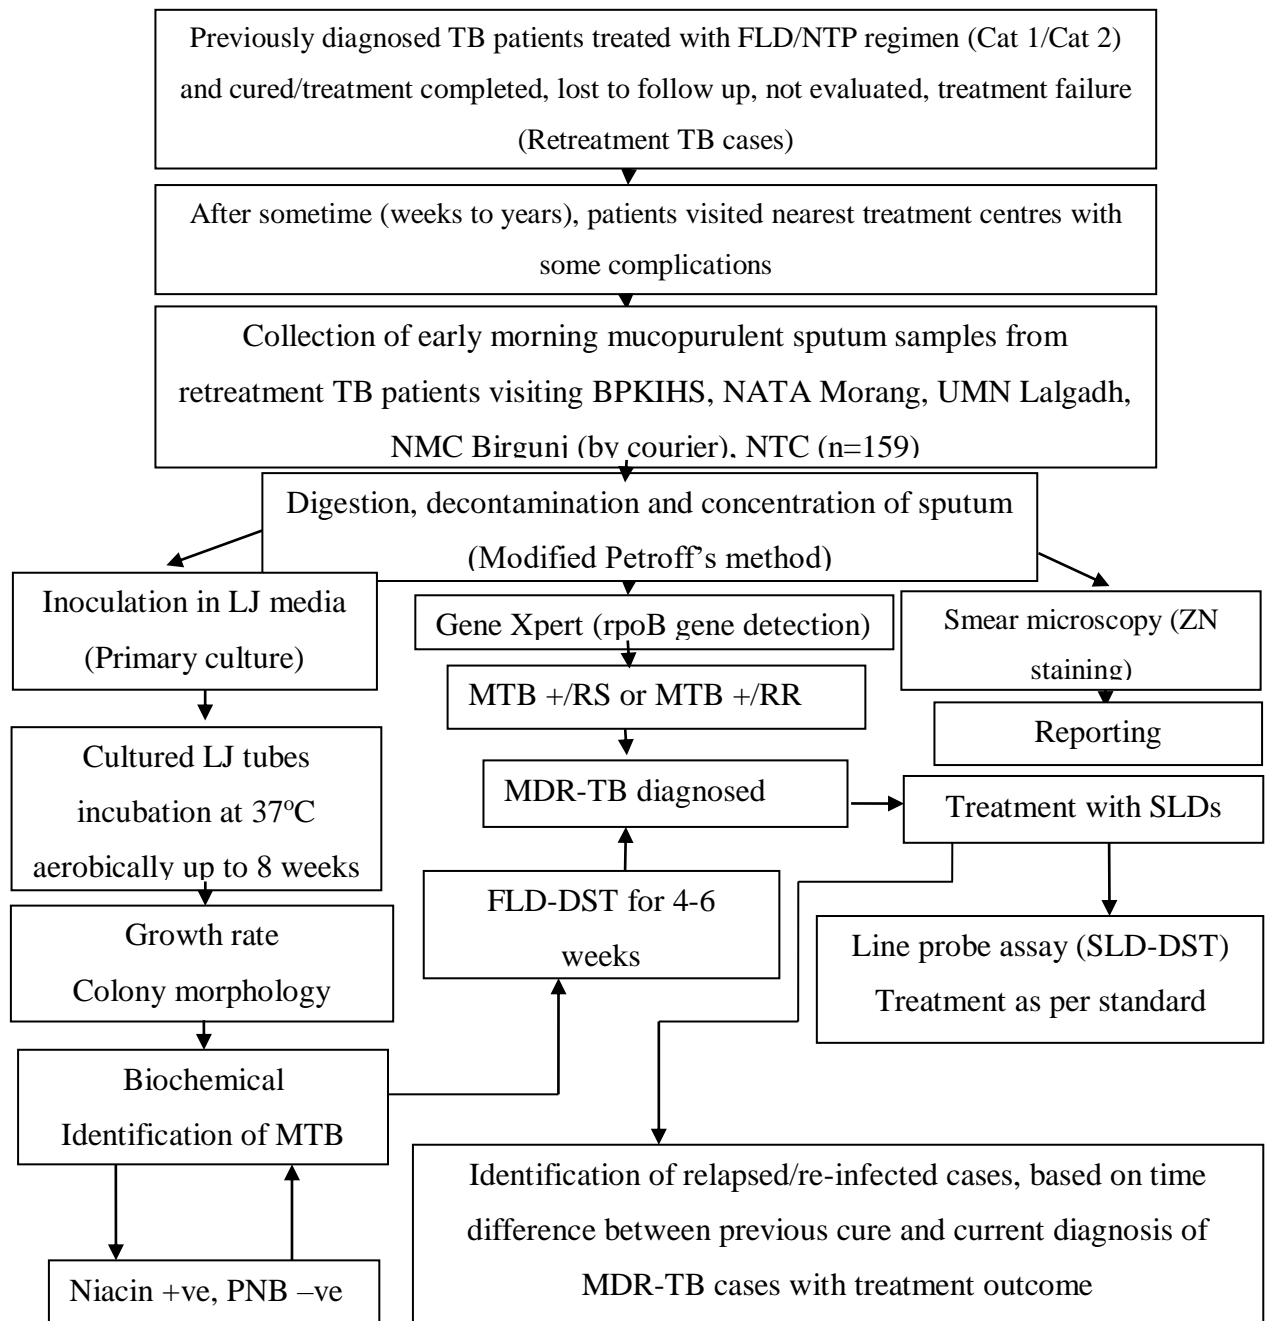 Previously diagnosed TB patients treated with FLD/NTP regimen (Cat 1/Cat 2)
and cured/treatment completed, lost to follow up, not evaluated, treatment failure
(Retreatment TB cases)
After sometime (weeks to years), patients visited nearest treatment centres with
some complications
Collection of early morning mucopurulent sputum samples from
retreatment TB patients visiting BPKIHS, NATA Morang, UMN Lalgadh,
NMC Birgunj (by courier), NTC (n=159)
Digestion, decontamination and concentration of sputum
(Modified Petroff’s method)
Inoculation in LJ media
(Primary culture)
Gene Xpert (rpoB gene detection)
Smear microscopy (ZN
staining)
MTB +/RS or MTB +/RR
Reporting
Cultured LJ tubes
incubation at 37ºC
aerobically up to 8 weeks
MDR-TB diagnosed
Treatment with SLDs
FLD-DST for 4-6
weeks
Growth rate
Colony morphology
Line probe assay (SLD-DST)
Treatment as per standard
Biochemical
Identification of MTB
Niacin +ve, PNB –ve
Identification of relapsed/re-infected cases, based on time
difference between previous cure and current diagnosis of
MDR-TB cases with treatment outcome